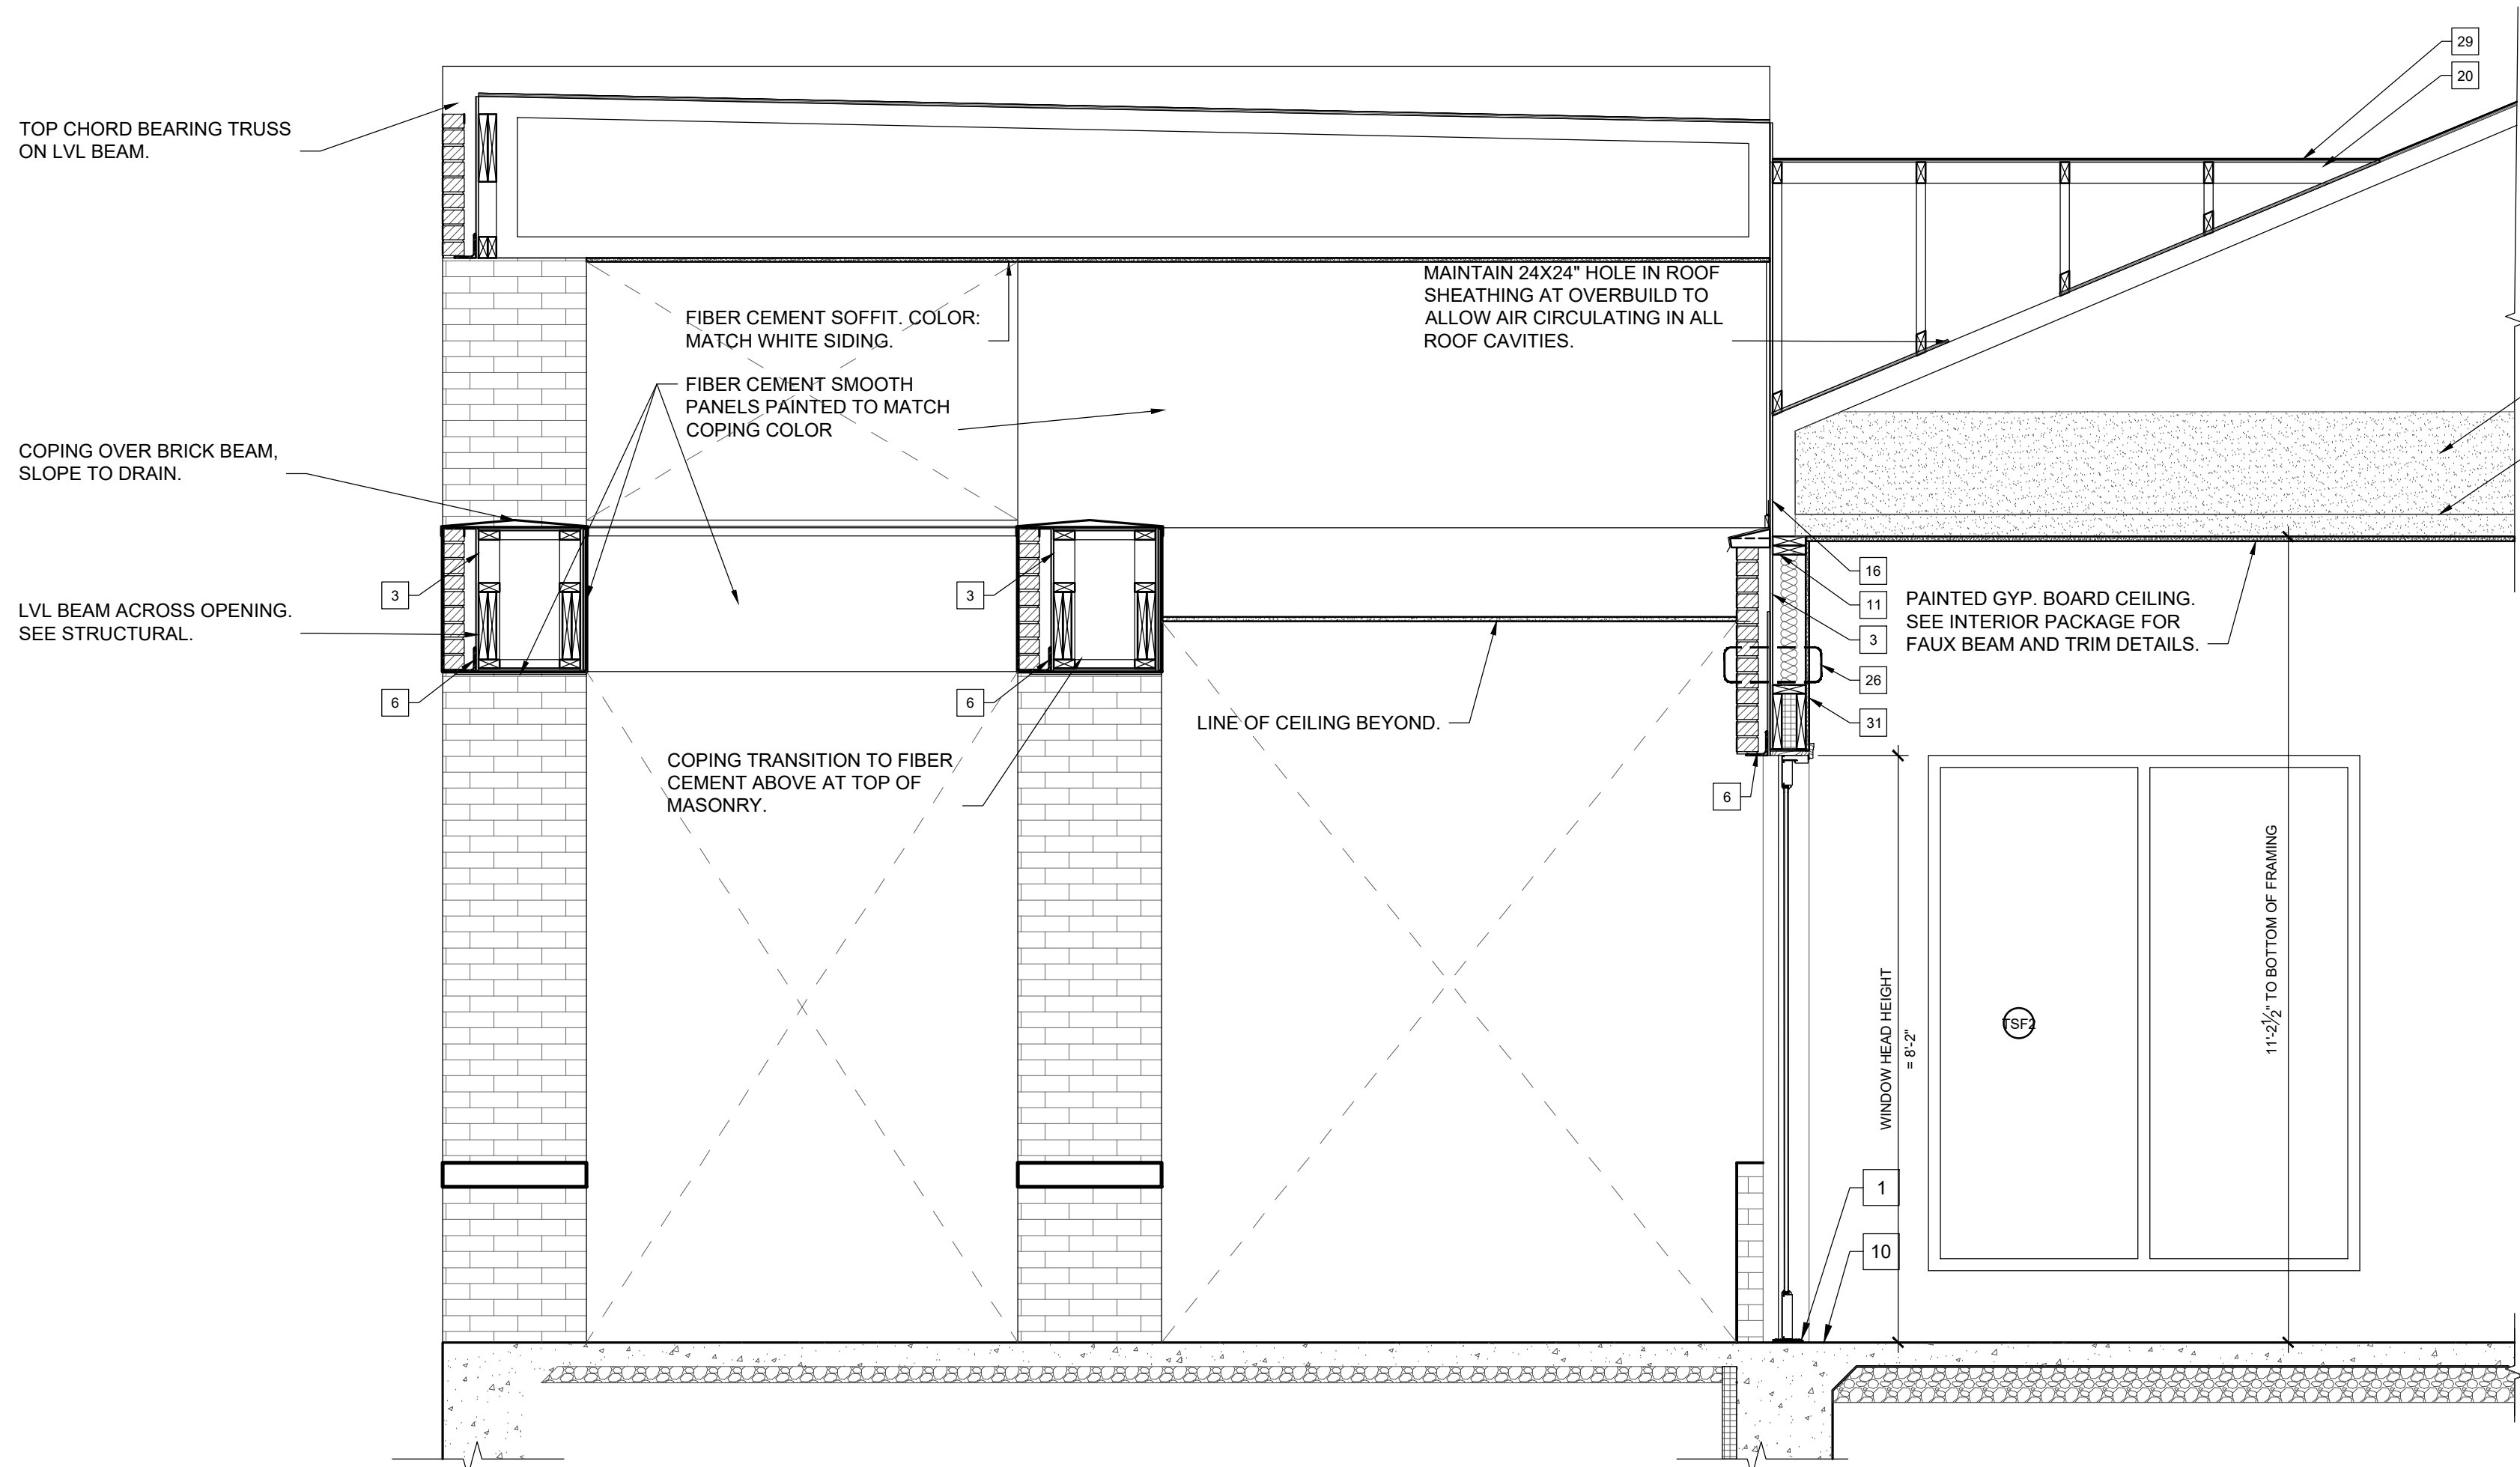 29
20
TOP CHORD BEARING TRUSS
ON LVL BEAM.
MAINTAIN 24X24" HOLE IN ROOF
SHEATHING AT OVERBUILD TO
ALLOW AIR CIRCULATING IN ALL
ROOF CAVITIES.
FIBER CEMENT SOFFIT. COLOR:
MATCH WHITE SIDING.
FIBER CEMENT SMOOTH
PANELS PAINTED TO MATCH
COPING COLOR
COPING OVER BRICK BEAM,
SLOPE TO DRAIN.
3
3
LVL BEAM ACROSS OPENING.
SEE STRUCTURAL.
16
11
3
PAINTED GYP. BOARD CEILING.
SEE INTERIOR PACKAGE FOR
FAUX BEAM AND TRIM DETAILS.
26
31
6
6
LINE OF CEILING BEYOND.
COPING TRANSITION TO FIBER
CEMENT ABOVE AT TOP OF
MASONRY.
6
WINDOW HEAD HEIGHT
= 8'-2"
TSF2
11'-2½" TO BOTTOM OF FRAMING
1
10